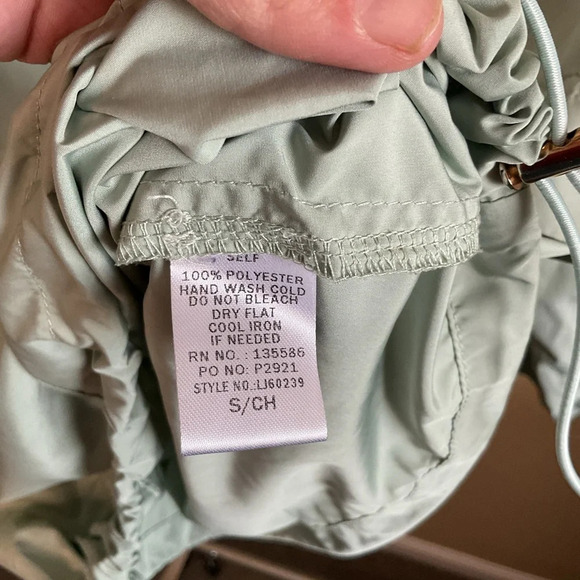 SELF
100% POLYESTER
HAND WASH COLD
DO NOT BLEACH
DRY FLAT
COOL IRON
IF NEEDED
RN NO. : 135586
PO NO: P2921
STYLE NO.:LJ60239
S/CH